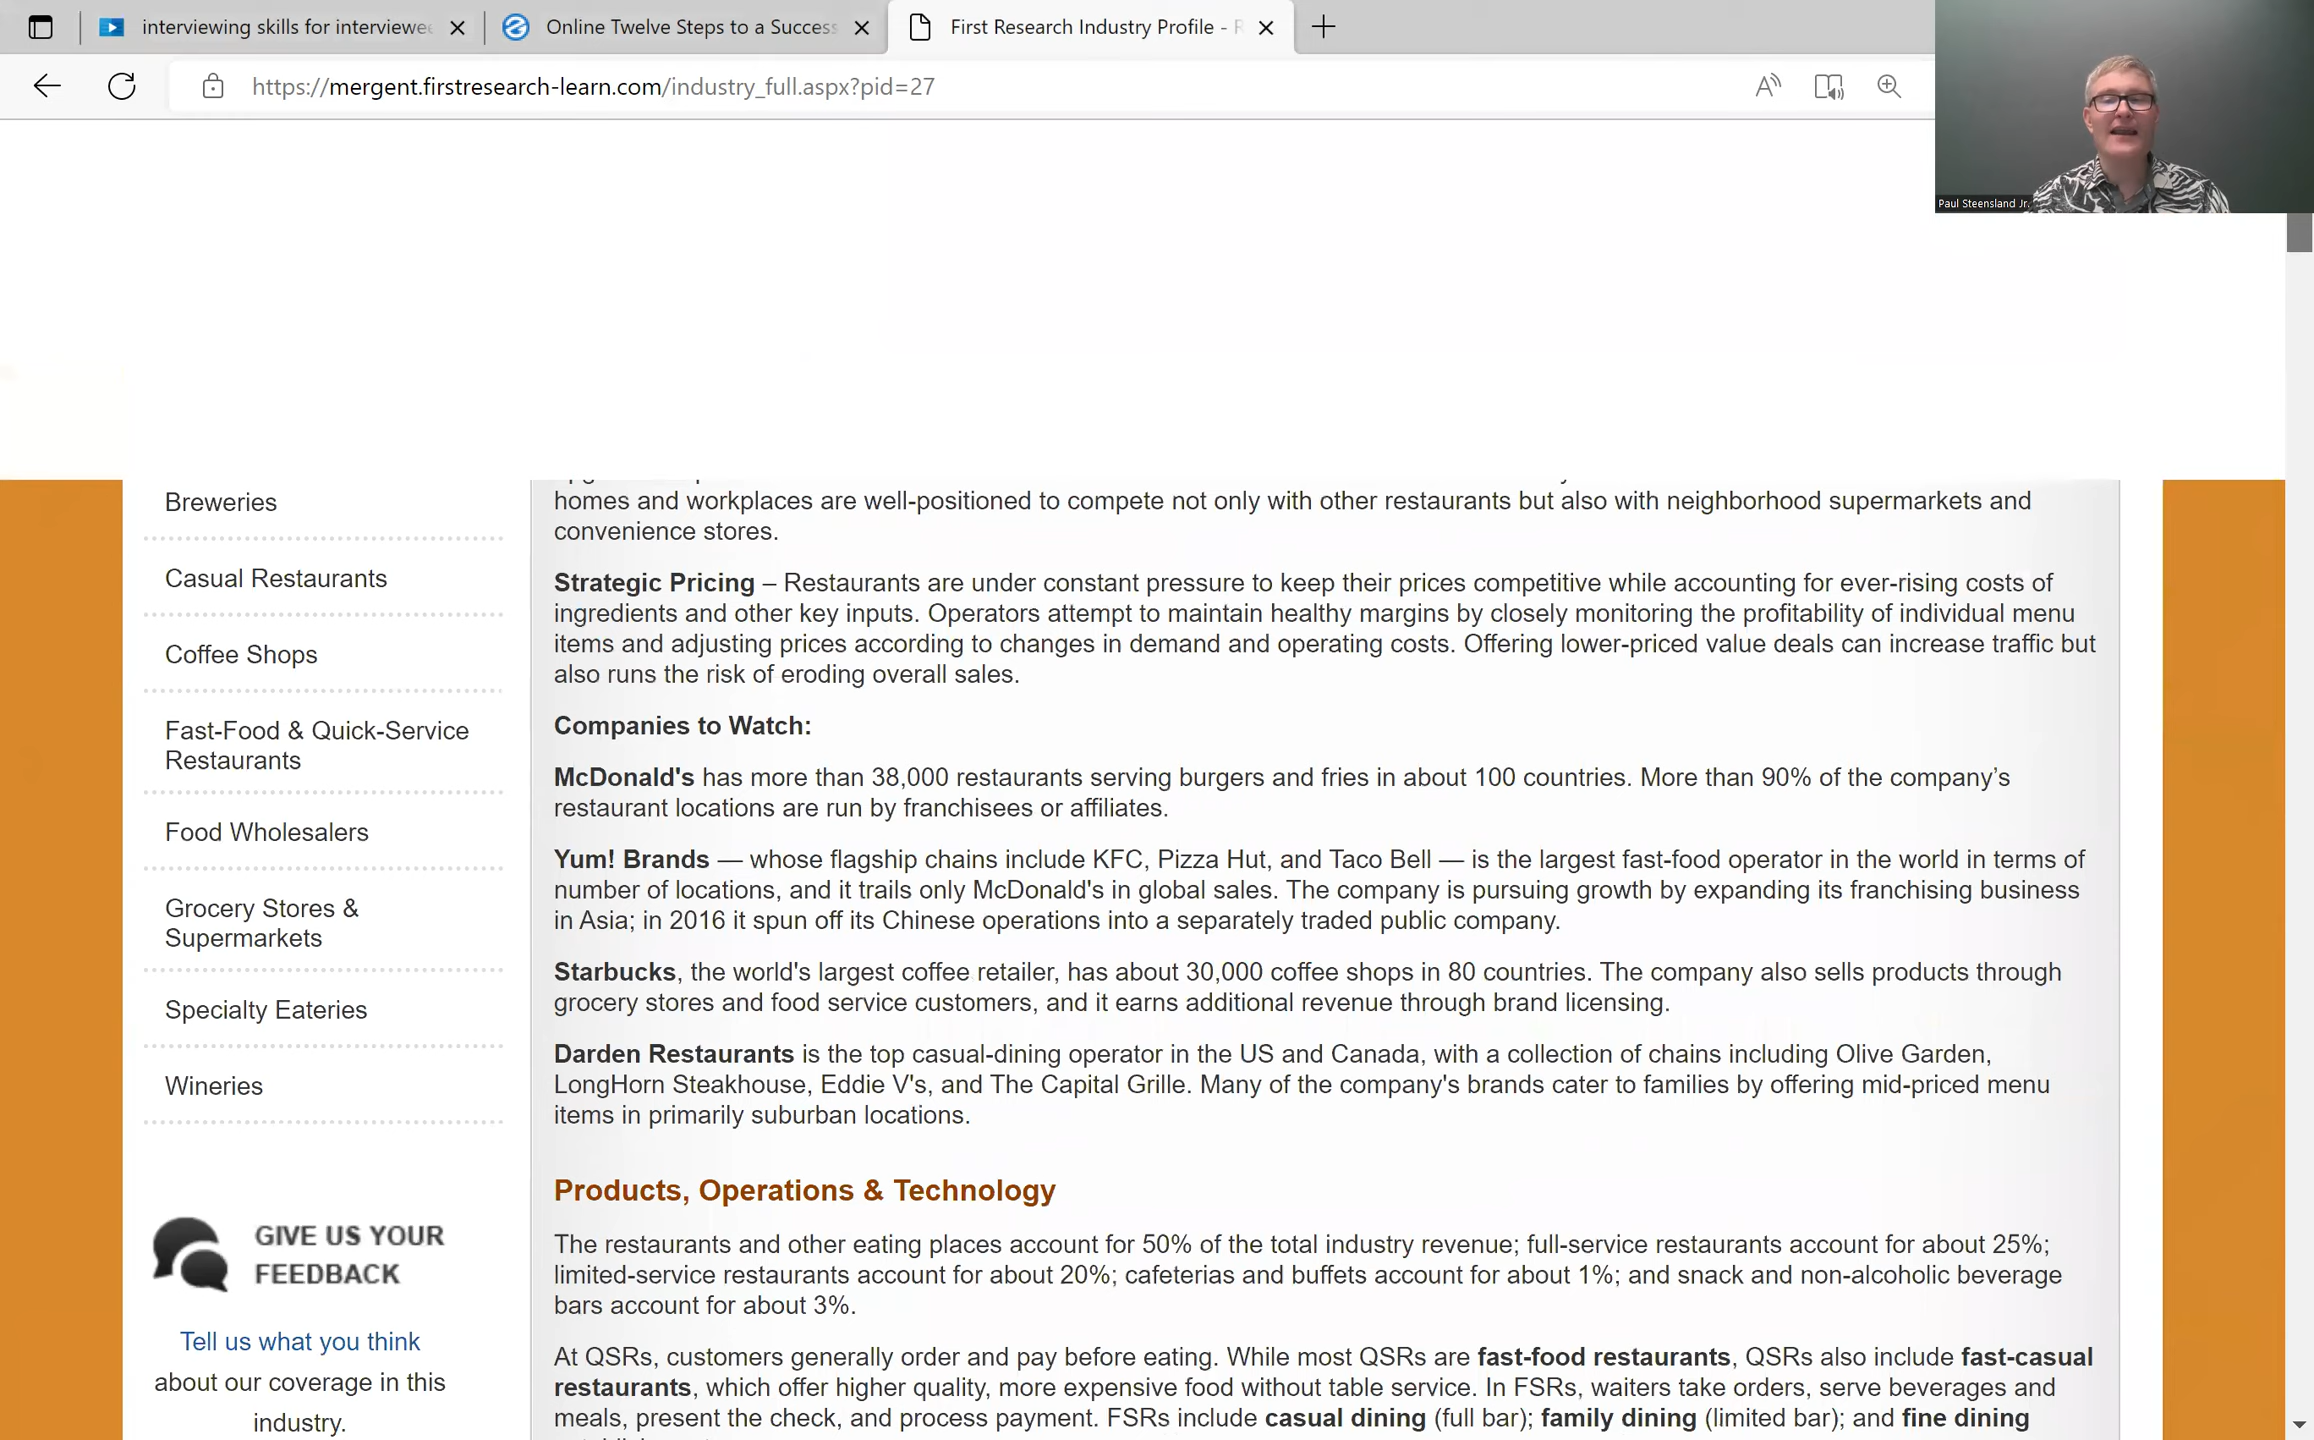 interviewing skills for interviewee
Online Twelve Steps to a Success
First Research Industry Profile - R
https://mergent.firstresearch-learn.com/industry_full.aspx?pid=27
Paul Steensland Jr.
Breweries
Casual Restaurants
Coffee Shops
Fast-Food & Quick-Service
Restaurants
Food Wholesalers
Grocery Stores &
Supermarkets
Specialty Eateries
Wineries
GIVE US YOUR
FEEDBACK
Tell us what you think
about our coverage in this
industry.
homes and workplaces are well-positioned to compete not only with other restaurants but also with neighborhood supermarkets and
convenience stores.
Strategic Pricing – Restaurants are under constant pressure to keep their prices competitive while accounting for ever-rising costs of
ingredients and other key inputs. Operators attempt to maintain healthy margins by closely monitoring the profitability of individual menu
items and adjusting prices according to changes in demand and operating costs. Offering lower-priced value deals can increase traffic but
also runs the risk of eroding overall sales.
Companies to Watch:
McDonald's has more than 38,000 restaurants serving burgers and fries in about 100 countries. More than 90% of the company’s
restaurant locations are run by franchisees or affiliates.
Yum! Brands — whose flagship chains include KFC, Pizza Hut, and Taco Bell — is the largest fast-food operator in the world in terms of
number of locations, and it trails only McDonald's in global sales. The company is pursuing growth by expanding its franchising business
in Asia; in 2016 it spun off its Chinese operations into a separately traded public company.
Starbucks, the world's largest coffee retailer, has about 30,000 coffee shops in 80 countries. The company also sells products through
grocery stores and food service customers, and it earns additional revenue through brand licensing.
Darden Restaurants is the top casual-dining operator in the US and Canada, with a collection of chains including Olive Garden,
LongHorn Steakhouse, Eddie V's, and The Capital Grille. Many of the company's brands cater to families by offering mid-priced menu
items in primarily suburban locations.
Products, Operations & Technology
The restaurants and other eating places account for 50% of the total industry revenue; full-service restaurants account for about 25%;
limited-service restaurants account for about 20%; cafeterias and buffets account for about 1%; and snack and non-alcoholic beverage
bars account for about 3%.
At QSRs, customers generally order and pay before eating. While most QSRs are fast-food restaurants, QSRs also include fast-casual
restaurants, which offer higher quality, more expensive food without table service. In FSRs, waiters take orders, serve beverages and
meals, present the check, and process payment. FSRs include casual dining (full bar); family dining (limited bar); and fine dining